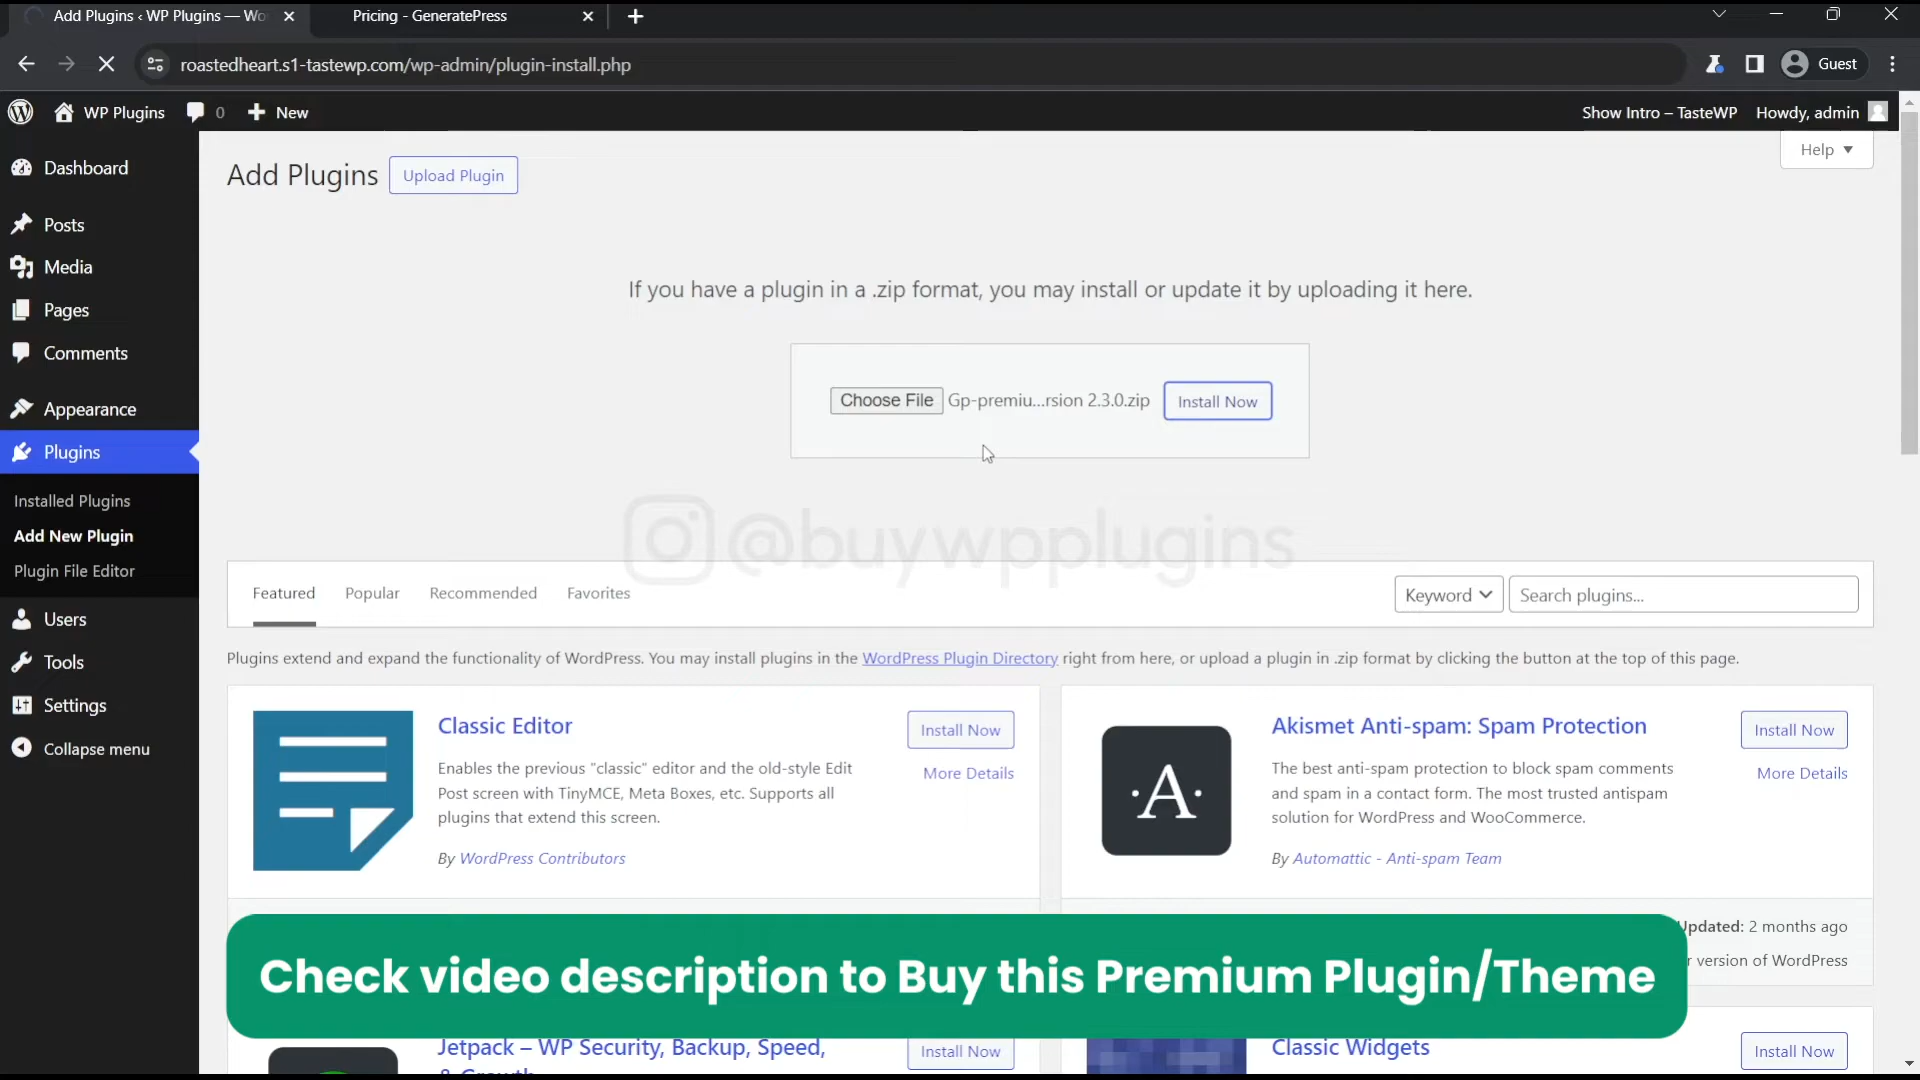 Add Plugins ‹ WP Plugins — Wo
Pricing - GeneratePress
roastedheart.s1-tastewp.com/wp-admin/plugin-install.php
Guest
WP Plugins
0
New
Show Intro – TasteWP
Howdy, admin
Dashboard
Posts
Media
Pages
Comments
Appearance
Plugins
Installed Plugins
Add New Plugin
Plugin File Editor
Users
Tools
Settings
Collapse menu
Add Plugins
Upload Plugin
Help
If you have a plugin in a .zip format, you may install or update it by uploading it here.
Choose File Gp-premiu...rsion 2.3.0.zip
Install Now
@buywpplugins
Featured
Popular
Recommended
Favorites
Keyword
Search plugins...
Plugins extend and expand the functionality of WordPress. You may install plugins in the WordPress Plugin Directory right from here, or upload a plugin in .zip format by clicking the button at the top of this page.
Classic Editor
Install Now
More Details
Enables the previous "classic" editor and the old-style Edit
Post screen with TinyMCE, Meta Boxes, etc. Supports all
plugins that extend this screen.
By WordPress Contributors
Akismet Anti-spam: Spam Protection
Install Now
More Details
The best anti-spam protection to block spam comments
and spam in a contact form. The most trusted antispam
solution for WordPress and WooCommerce.
By Automattic - Anti-spam Team
Updated: 2 months ago
r version of WordPress
Check video description to Buy this Premium Plugin/Theme
Jetpack – WP Security, Backup, Speed,
& Growth
Install Now
Classic Widgets
Install Now